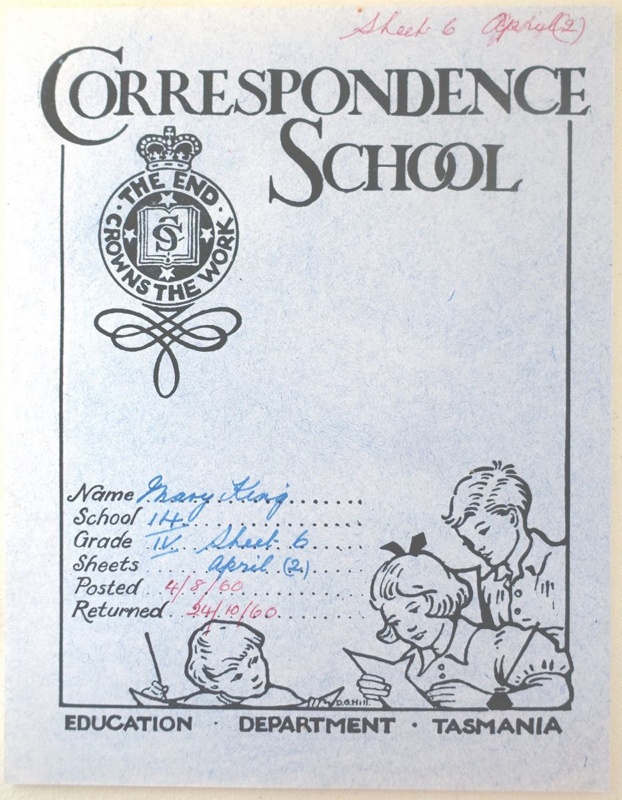 Sheet 6 April (2)
CORRESPONDENCE
SCHOOL
THE END
CROWNS THE WORK
CS
Name Mary King
School 14
Grade IV Sheet 6
Sheets April (2)
Posted 4/8/60
Returned 24/10/60
D.G.Hill.
EDUCATION · DEPARTMENT · TASMANIA